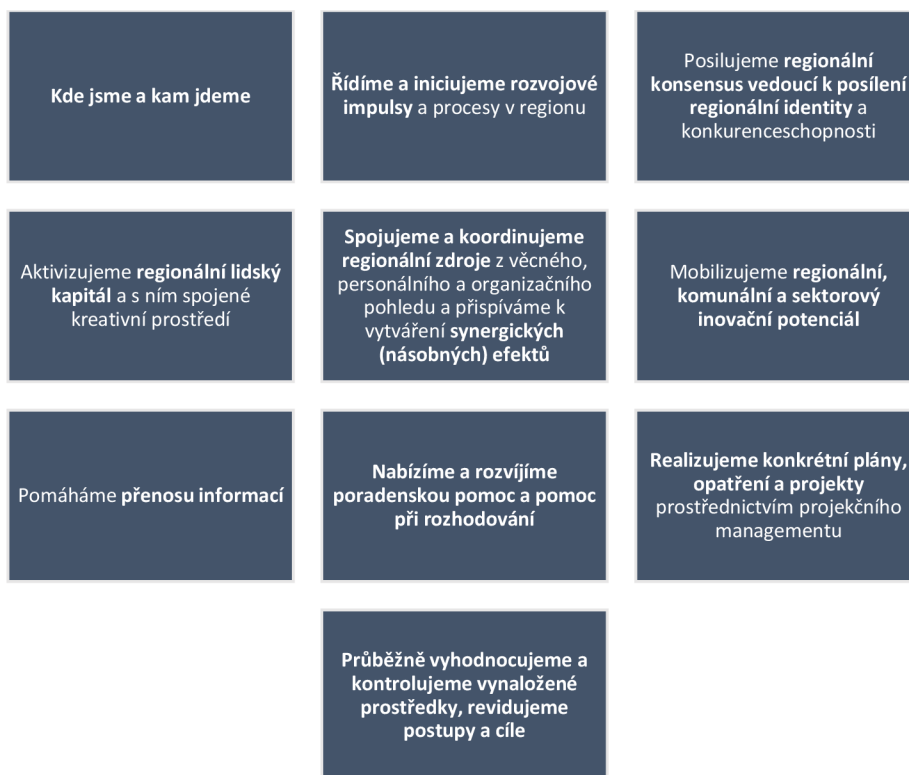 Kde jsme a kam jdeme
Řídíme a iniciujeme rozvojové
impulsy a procesy v regionu
Posilujeme regionální
konsensus vedoucí k posílení
regionální identity a
konkurenceschopnosti
Aktivizujeme regionální lidský
kapitál a s ním spojené
kreativní prostředí
Spojujeme a koordinujeme
regionální zdroje z věcného,
personálního a organizačního
pohledu a přispíváme k
vytváření synergických
(násobných) efektů
Mobilizujeme regionální,
komunální a sektorový
inovační potenciál
Pomáháme přenosu informací
Nabízíme a rozvíjíme
poradenskou pomoc a pomoc
při rozhodování
Realizujeme konkrétní plány,
opatření a projekty
prostřednictvím projekčního
managementu
Průběžně vyhodnocujeme a
kontrolujeme vynaložené
prostředky, revidujeme
postupy a cíle